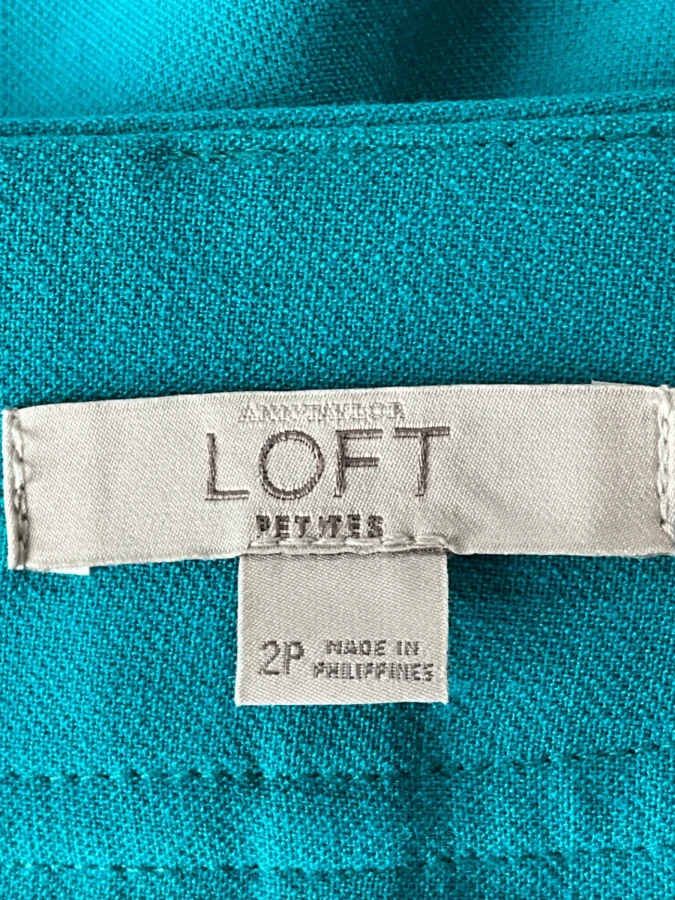 ANN TAYLOR
LOFT
PETITES
2P MADE IN
PHILIPPINES